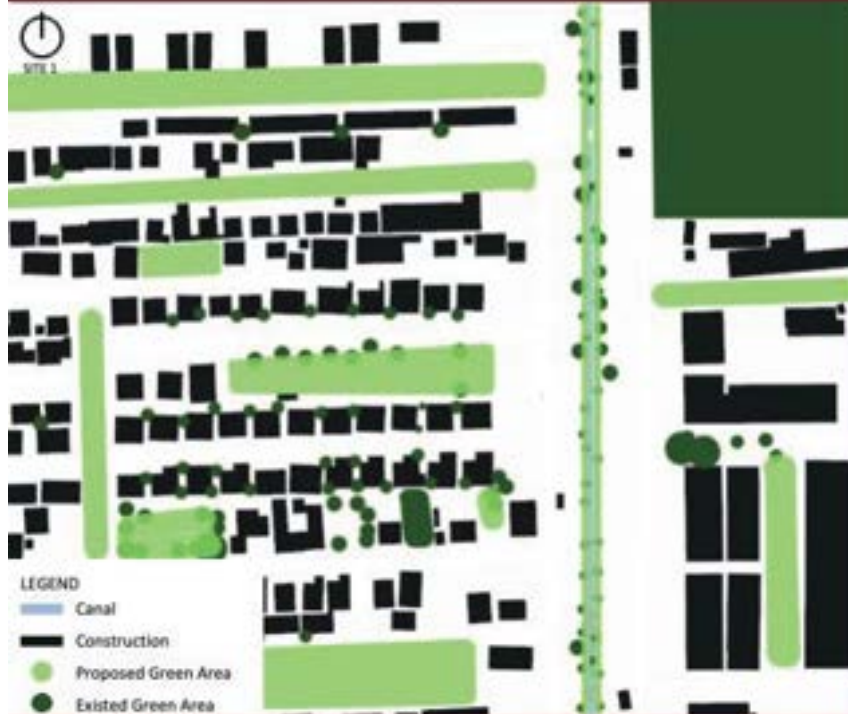 SITE 1
LEGEND
Canal
Construction
Proposed Green Area
Existed Green Area